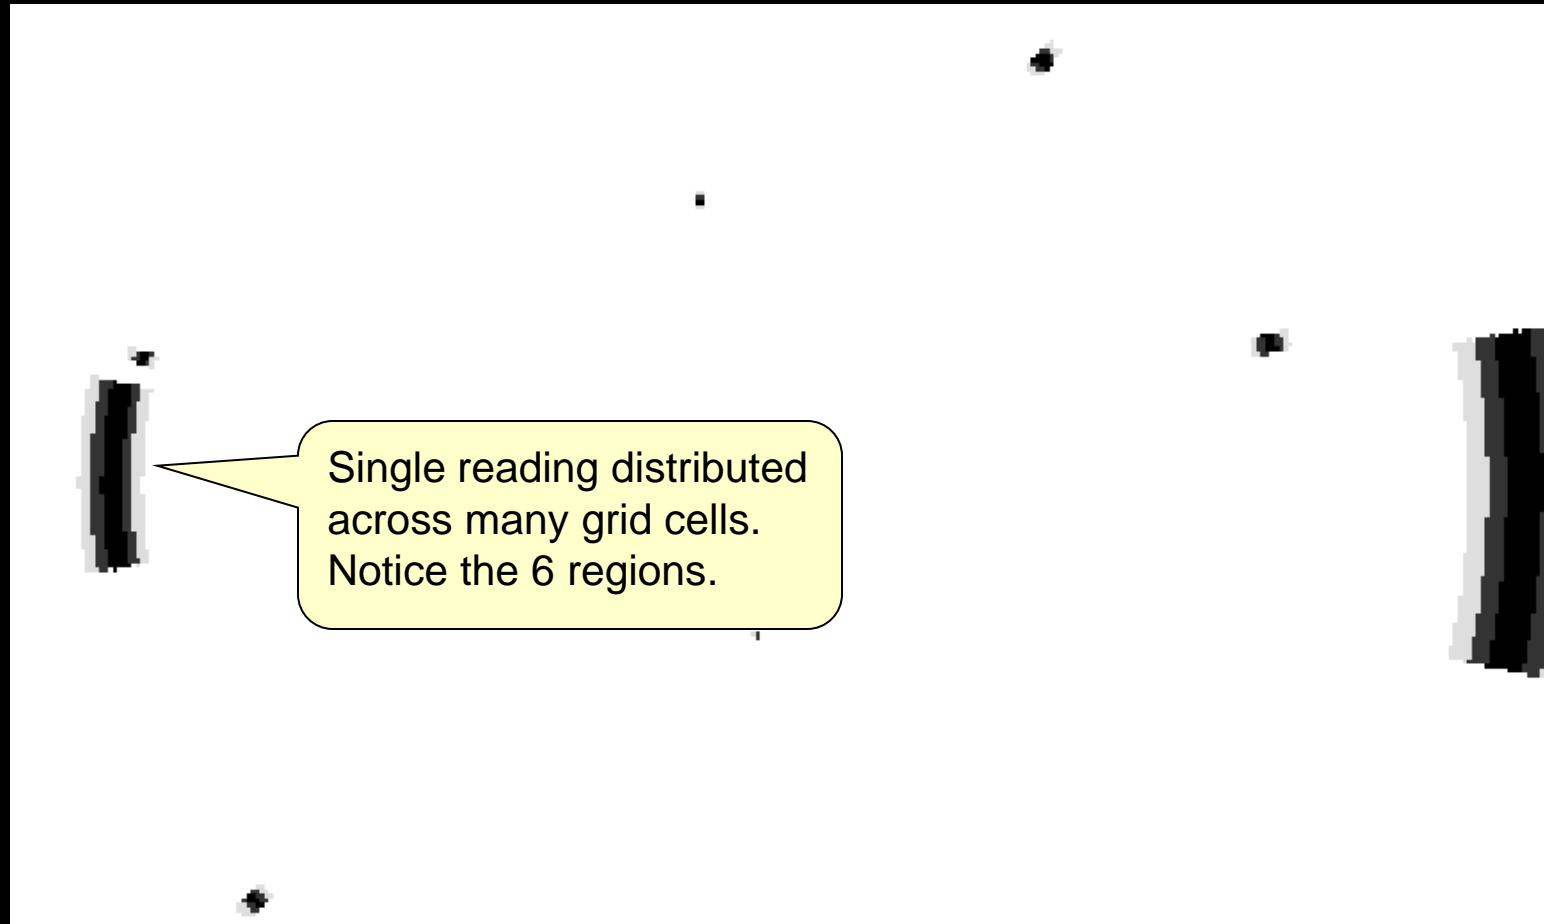 Single reading distributed
across many grid cells.
Notice the 6 regions.